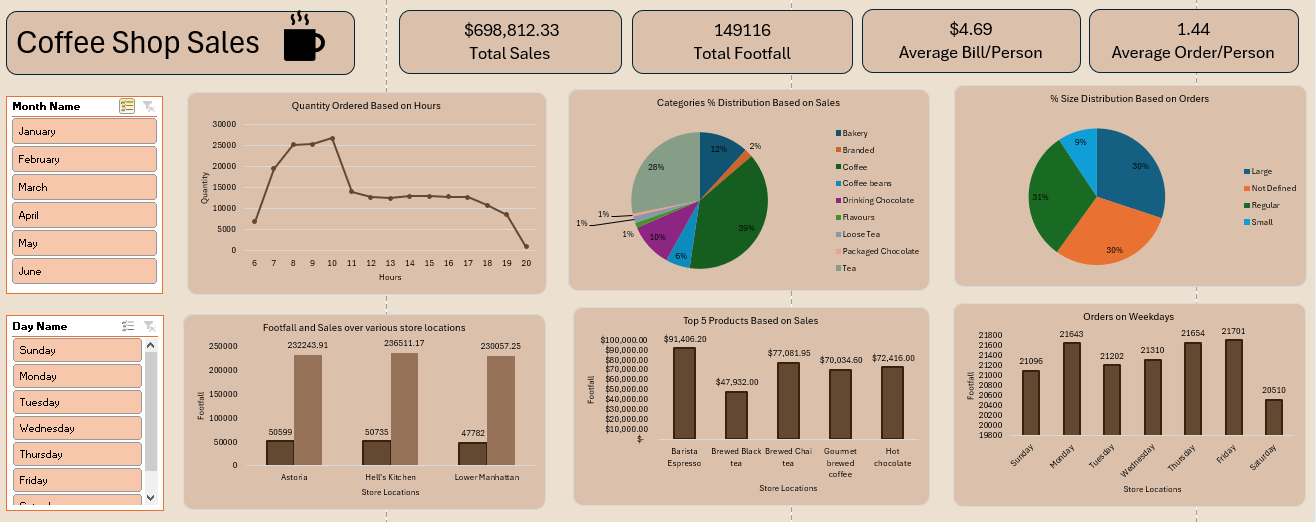 Coffee Shop Sales
$698,812.33
Total Sales
149116
Total Footfall
$4.69
Average Bill/Person
1.44
Average Order/Person
Month Name
January
February
March
April
May
June
Quantity Ordered Based on Hours
30000
25000
20000
15000
10000
5000
0
Quantity
6 7 8 9 10 11 12 13 14 15 16 17 18 19 20
Hours
Categories % Distribution Based on Sales
12%
2%
39%
6%
10%
1%
1%
1%
28%
Bakery
Branded
Coffee
Coffee beans
Drinking Chocolate
Flavours
Loose Tea
Packaged Chocolate
Tea
% Size Distribution Based on Orders
30%
30%
31%
9%
Large
Not Defined
Regular
Small
Day Name
Sunday
Monday
Tuesday
Wednesday
Thursday
Friday
Footfall and Sales over various store locations
250000
200000
150000
100000
50000
0
Footfall
50599
232243.91
50735
236511.17
47782
230057.25
Astoria
Hell's Kitchen
Lower Manhattan
Store Locations
Top 5 Products Based on Sales
$100,000.00
$90,000.00
$80,000.00
$70,000.00
$60,000.00
$50,000.00
$40,000.00
$30,000.00
$20,000.00
$10,000.00
$-
Footfall
$91,406.20
$47,932.00
$77,081.95
$70,034.60
$72,416.00
Barista Espresso
Brewed Black tea
Brewed Chai tea
Gourmet brewed coffee
Hot chocolate
Store Locations
Orders on Weekdays
21800
21600
21400
21200
21000
20800
20600
20400
20200
20000
19800
Footfall
21096
21643
21202
21310
21654
21701
20510
Sunday
Monday
Tuesday
Wednesday
Thursday
Friday
Saturday
Store Locations